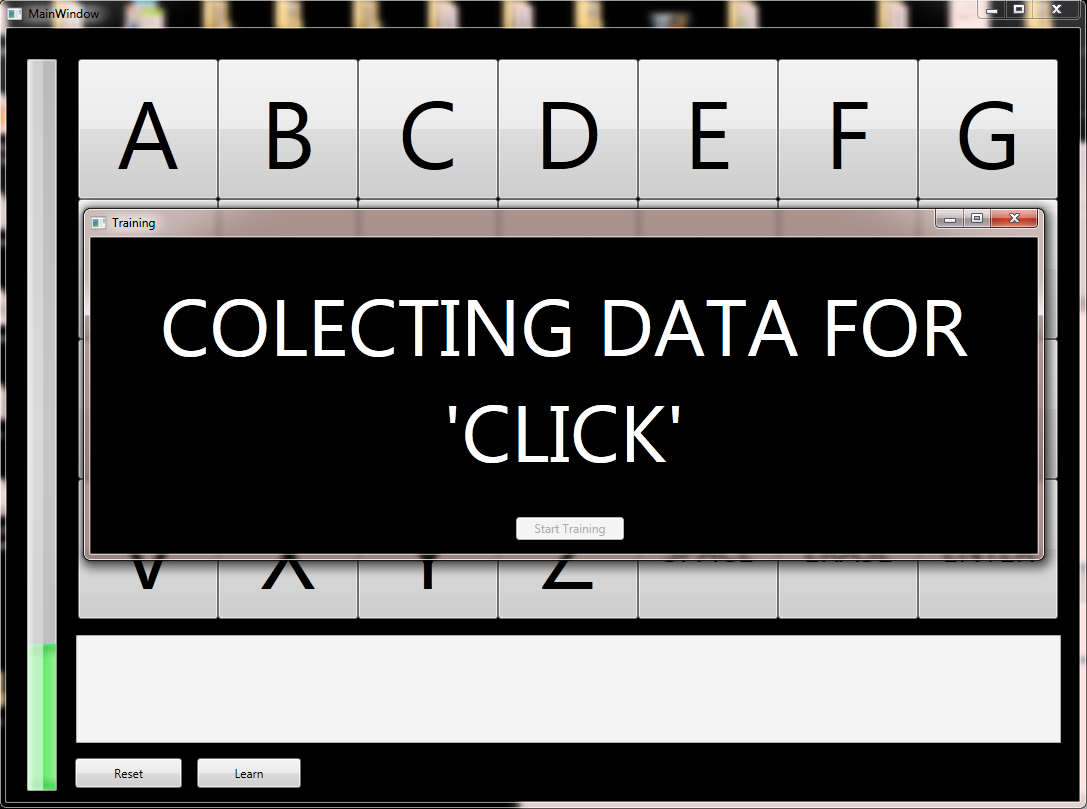 MainWindow
A B C D E F G
Training
COLECTING DATA FOR
'CLICK'
Start Training
V X Y Z
Reset Learn